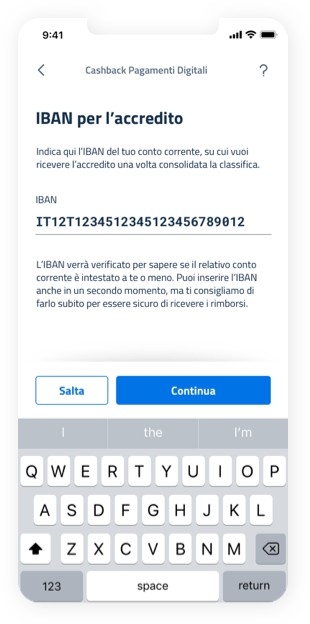 9:41
Cashback Pagamenti Digitali
?
IBAN per l’accredito
Indica qui l’IBAN del tuo conto corrente, su cui vuoi
ricevere l’accredito una volta consolidata la classifica.
IBAN
IT12T1234512345123456789012
L’IBAN verrà verificato per sapere se il relativo conto
corrente è intestato a te o meno. Puoi inserire l’IBAN
anche in un secondo momento, ma ti consigliamo di
farlo subito per essere sicuro di ricevere i rimborsi.
Salta Continua
I the I’m
Q W E R T Y U I O P
A S D F G H J K L
Z X C V B N M
123 space return